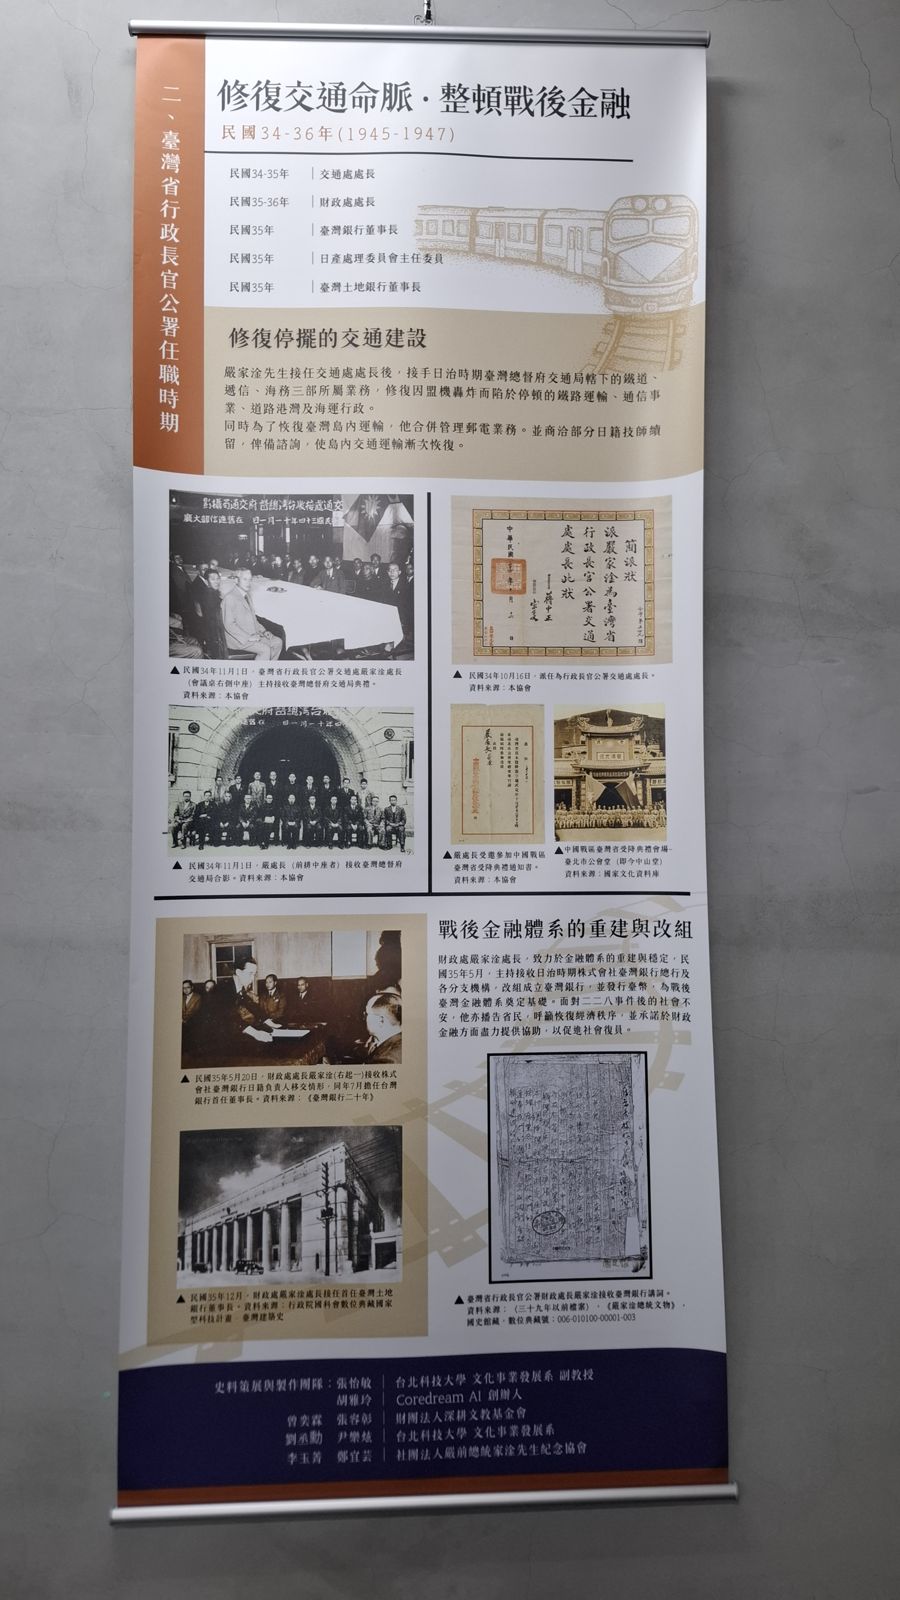 二、臺灣省行政長官公署任職時期
修復交通命脈・整頓戰後金融
民國34-36年(1945-1947)
民國34-35年 交通處處長
民國35-36年 財政處處長
民國35年 臺灣銀行董事長
民國35年 日產處理委員會主任委員
民國35年 臺灣土地銀行董事長
修復停擺的交通建設
嚴家淦先生接任交通處處長後，接手日治時期臺灣總督府交通局轄下的鐵道、
遞信、海務三部所屬業務，修復因盟機轟炸而陷於停頓的鐵路運輸、通信事
業、道路港灣及海運行政。
同時為了恢復臺灣島內運輸，他合併管理郵電業務。並商洽部分日籍技師續
留，俾備諮詢，使島內交通運輸漸次恢復。
▲民國34年11月1日，臺灣省行政長官公署交通處嚴家淦處長
（會議桌右側中座）主持接收臺灣總督府交通局典禮。
資料來源：本協會
▲民國34年11月1日，嚴處長（前排中座者）接收臺灣總督府
交通局合影。資料來源：本協會
簡派狀
派嚴家淦為臺灣省
行政長官公署交通
處處長此狀
中華民國
蔣中正
▲民國34年10月16日，派任為行政長官公署交通處處長。
資料來源：本協會
▲嚴處長受邀參加中國戰區
臺灣省受降典禮通知書。
資料來源：本協會
▲中國戰區臺灣省受降典禮會場—
臺北市公會堂（即今中山堂）
資料來源：國家文化資料庫
▲民國35年5月20日，財政處處長嚴家淦(右起一)接收株式
會社臺灣銀行日籍負責人移交情形，同年7月擔任台灣
銀行首任董事長。資料來源：《臺灣銀行二十年》
▲民國35年12月，財政處嚴家淦處長接任首任臺灣土地
銀行董事長。資料來源：行政院國科會數位典藏國家
型科技計畫—臺灣建築史
戰後金融體系的重建與改組
財政處嚴家淦處長，致力於金融體系的重建與穩定，民
國35年5月，主持接收日治時期株式會社臺灣銀行總行及
各分支機構，改組成立臺灣銀行，並發行臺幣，為戰後
臺灣金融體系奠定基礎。面對二二八事件後的社會不
安，他亦播告省民，呼籲恢復經濟秩序，並承諾於財政
金融方面盡力提供協助，以促進社會復員。
▲臺灣省行政長官公署財政處長嚴家淦接收臺灣銀行講詞。
資料來源：〈三十九年以前檔案〉，《嚴家淦總統文物》，
國史館藏，數位典藏號：006-010100-00001-003
史料策展與製作團隊：張怡敏 台北科技大學 文化事業發展系 副教授
胡雅玲 Coredream AI 創辦人
曾奕霖 張容彰 財團法人深耕文教基金會
劉丞勳 尹樂炫 台北科技大學 文化事業發展系
李玉菁 鄭宜芸 社團法人嚴前總統家淦先生紀念協會